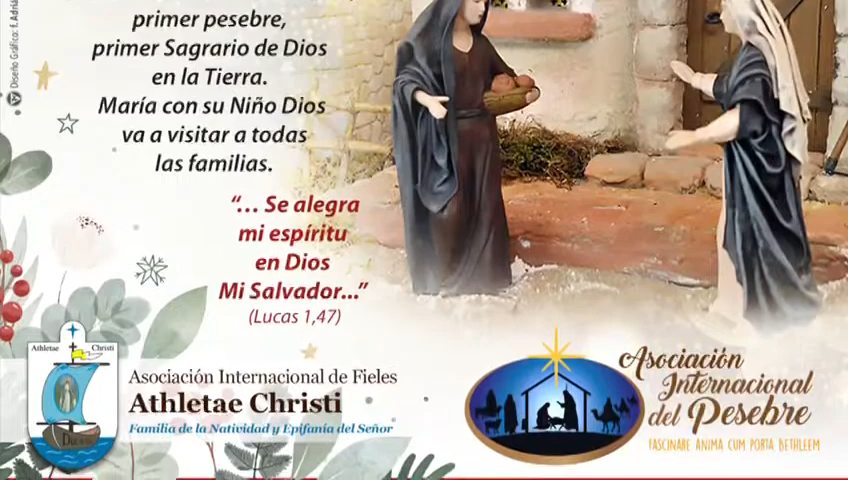 primer pesebre,
primer Sagrario de Dios
en la Tierra.
María con su Niño Dios
va a visitar a todas
las familias.
“… Se alegra
mi espíritu
en Dios
Mi Salvador...”
(Lucas 1,47)
Athletae Christi
Asociación Internacional de Fieles
Athletae Christi
Familia de la Natividad y Epifanía del Señor
Asociación
Internacional
del Pesebre
FASCINARE ANIMA CUM PORTA BETHLEEM
Diseño Gráfico: